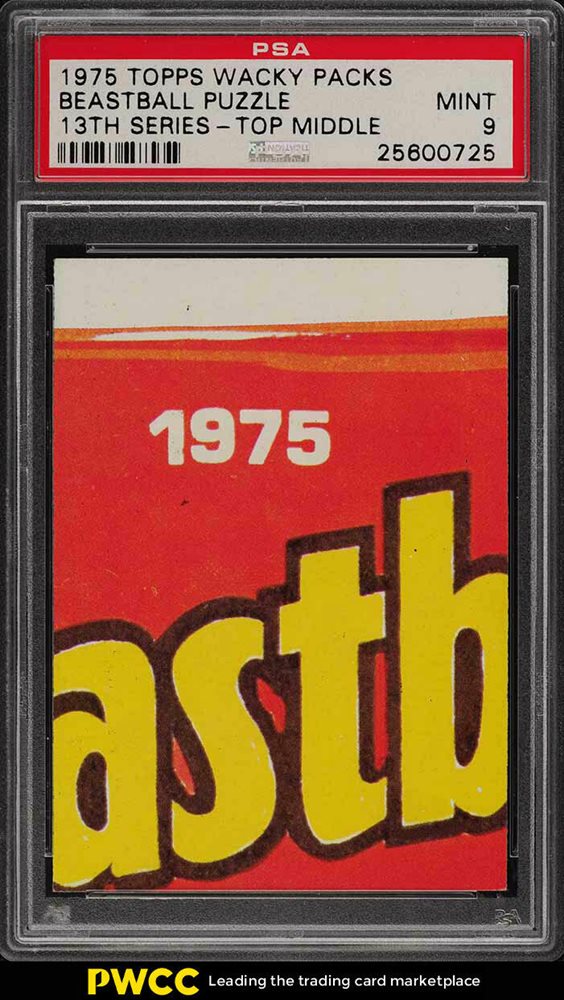 PSA
1975 TOPPS WACKY PACKS
BEASTBALL PUZZLE MINT
13TH SERIES - TOP MIDDLE 9
25600725
1975
astb
PWCC Leading the trading card marketplace